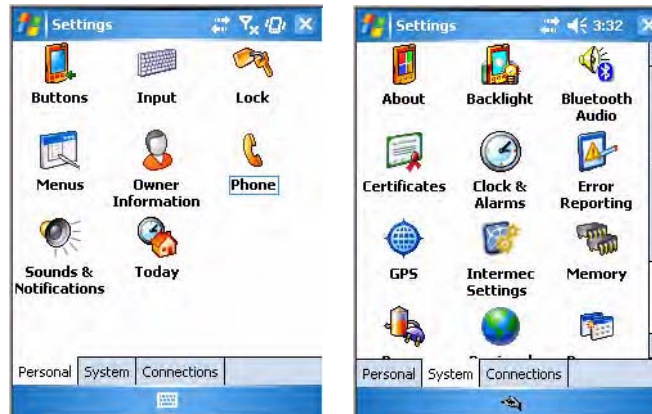 Settings
Buttons
Input
Lock
Menus
Owner
Information
Phone
Sounds &
Notifications
Today
Personal
System
Connections
Settings
3:32
About
Backlight
Bluetooth
Audio
Certificates
Clock &
Alarms
Error
Reporting
GPS
Intermec
Settings
Memory
Personal
System
Connections